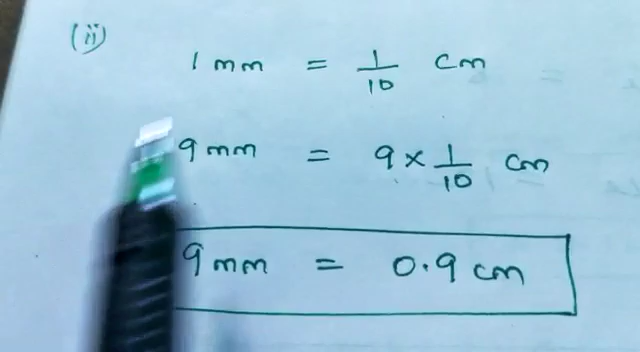 (ii)
1 mm = 1/10 cm
9 mm = 9 × 1/10 cm
9 mm = 0.9 cm